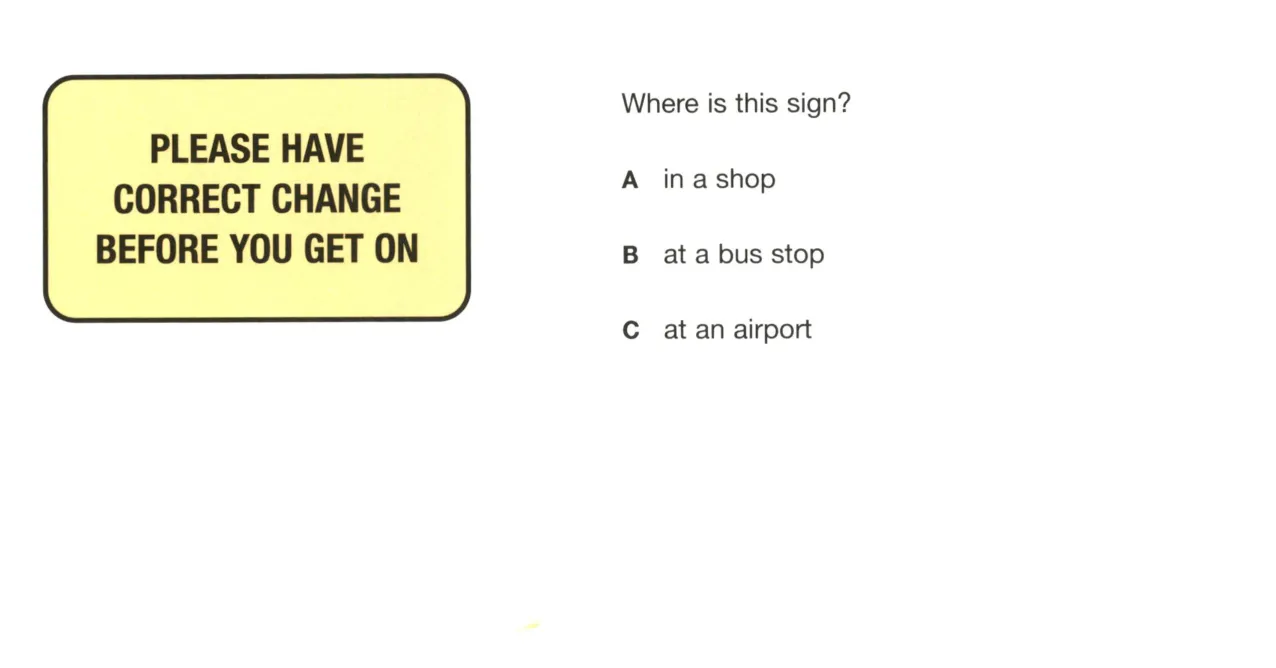 PLEASE HAVE
CORRECT CHANGE
BEFORE YOU GET ON
Where is this sign?
A in a shop
B at a bus stop
C at an airport